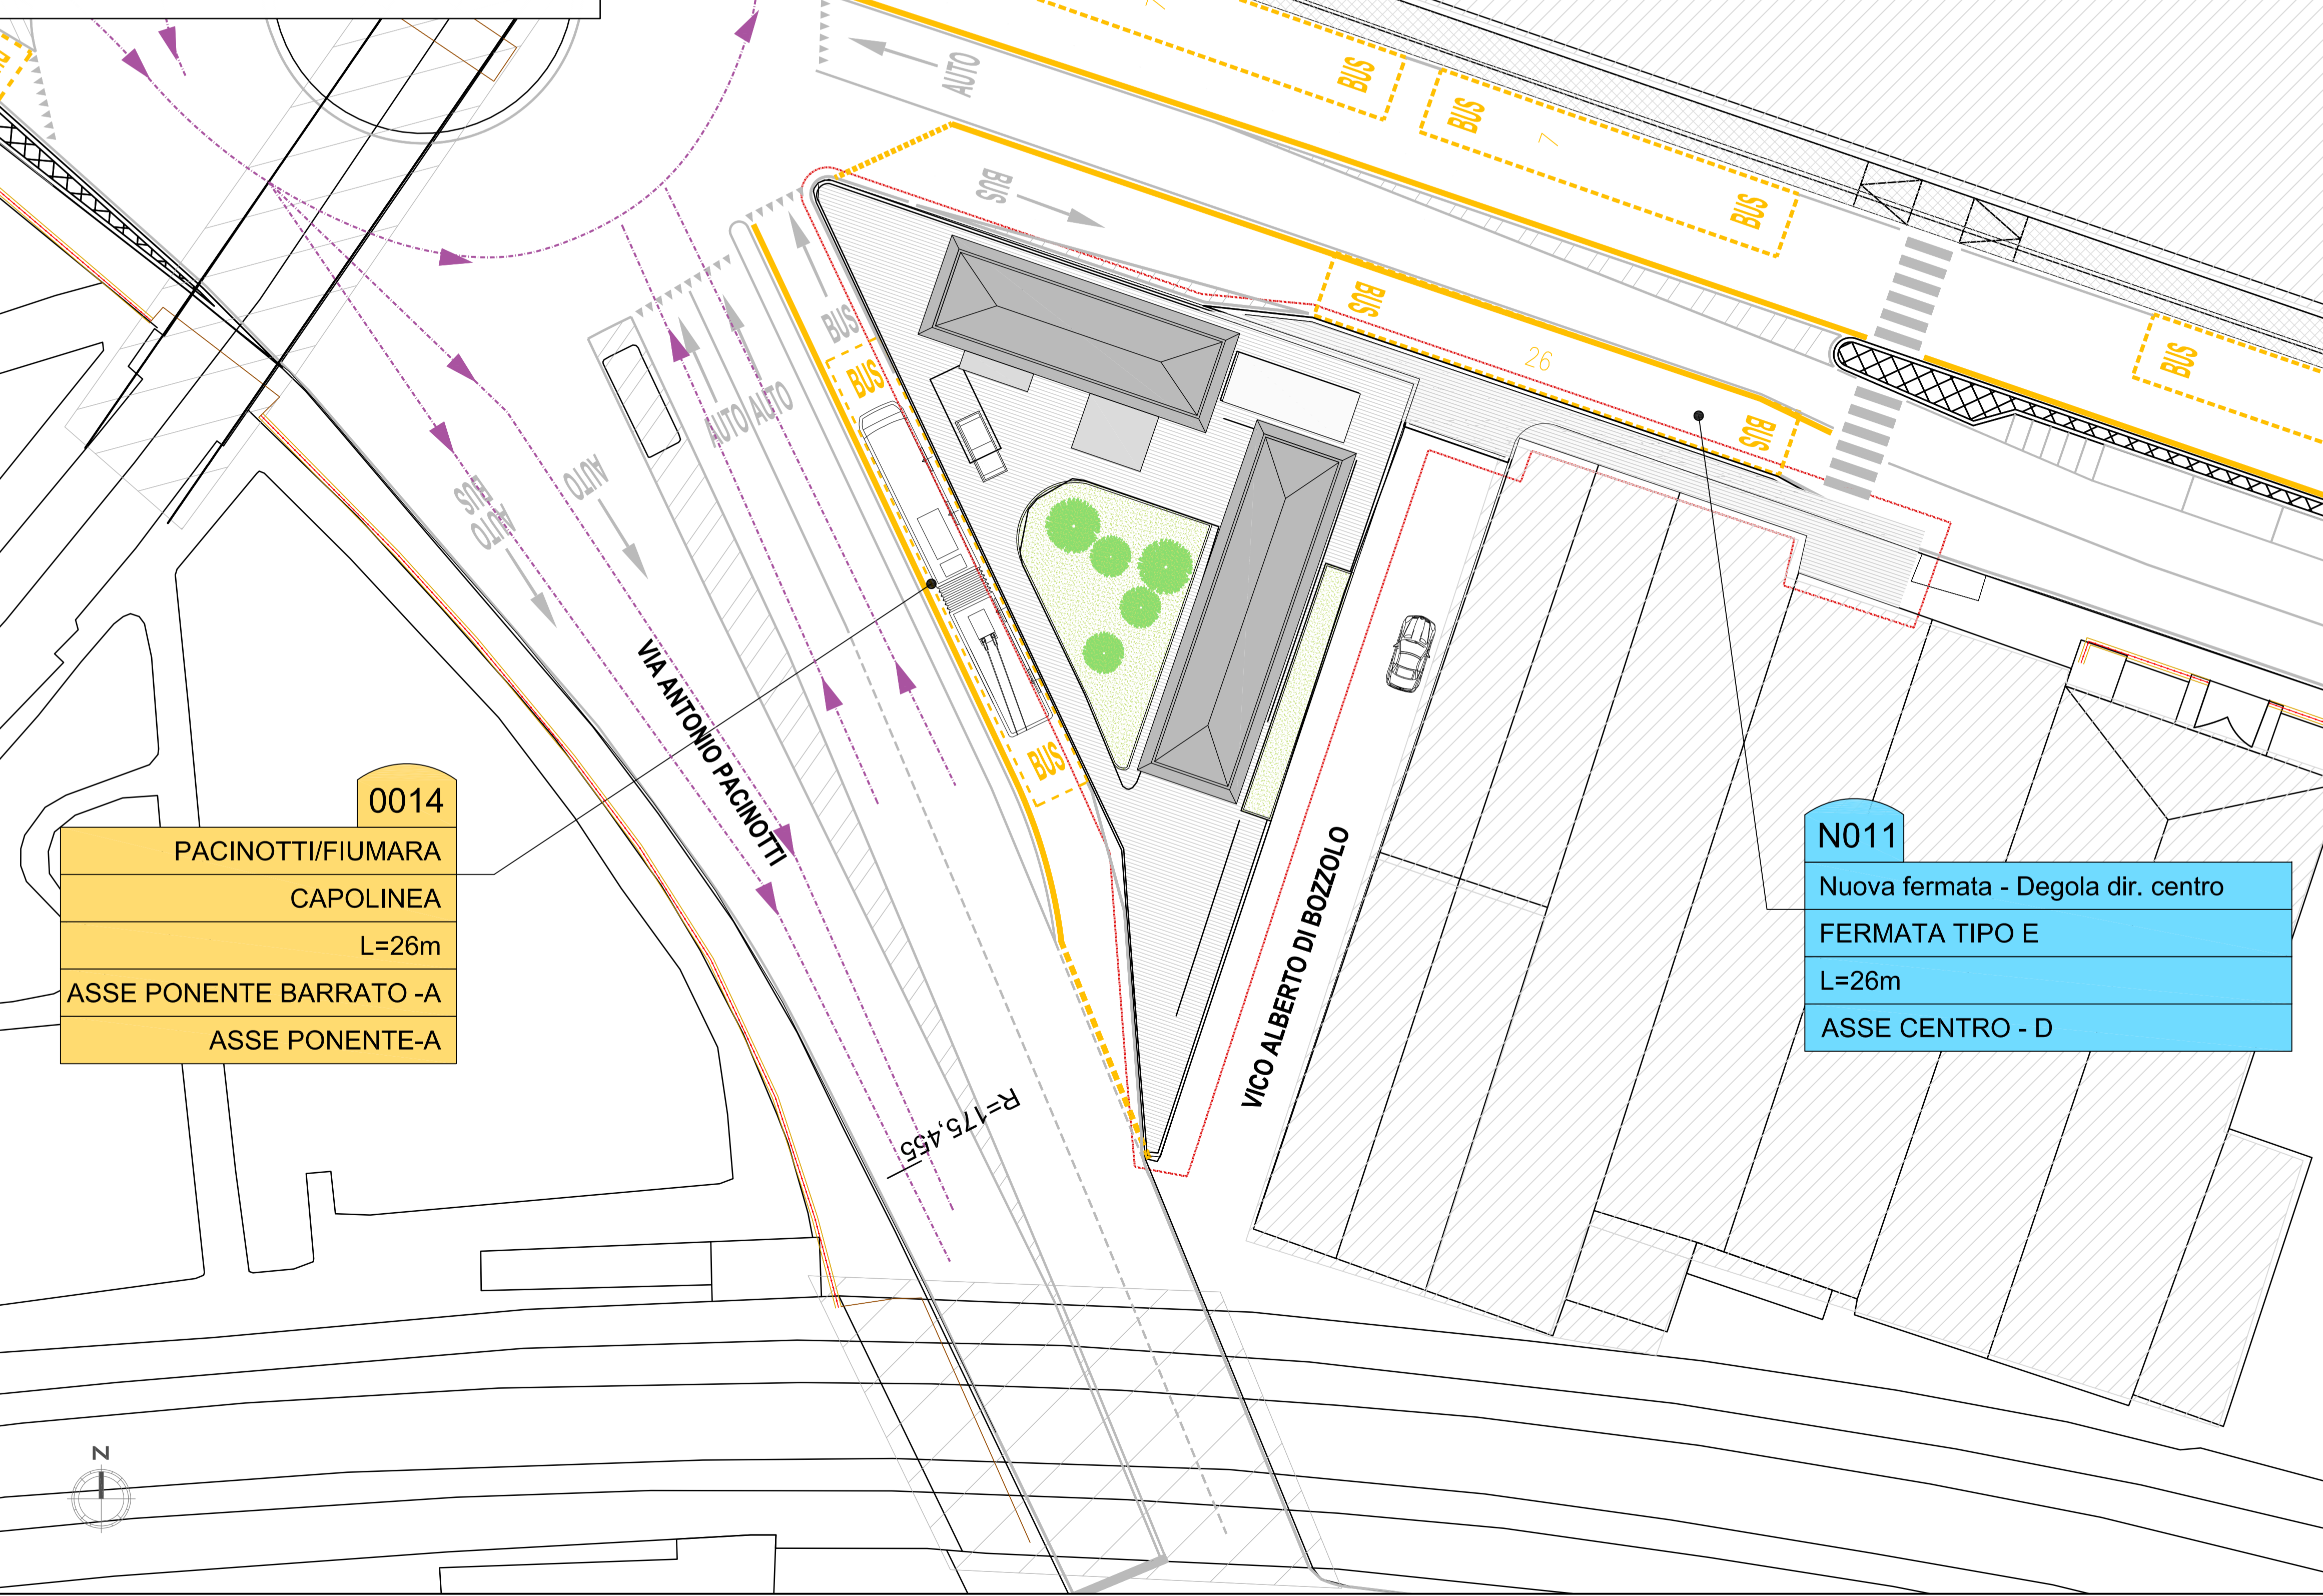 AUTO
BUS
BUS
7
BUS
BUS
BUS
BUS
BUS
26
BUS
BUS
BUS
AUTO
AUTO
AUTO
BUS
AUTO
BUS
VIA ANTONIO PACINOTTI
VICO ALBERTO DI BOZZOLO
R=175,455
0014
PACINOTTI/FIUMARA
CAPOLINEA
L=26m
ASSE PONENTE BARRATO -A
ASSE PONENTE-A
N011
Nuova fermata - Degola dir. centro
FERMATA TIPO E
L=26m
ASSE CENTRO - D
N